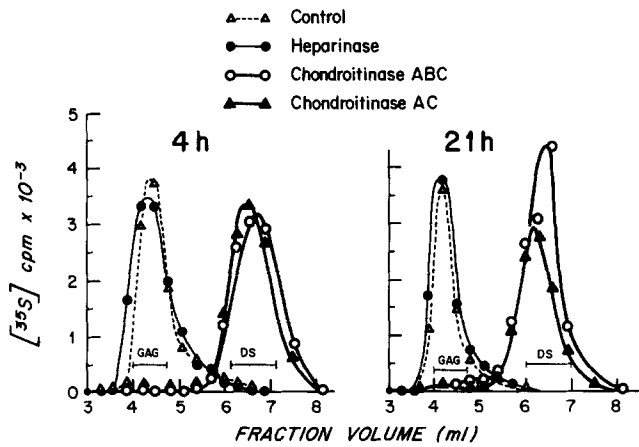 Control
Heparinase
Chondroitinase ABC
Chondroitinase AC
4h
21h
[35S] cpm x 10-3
5
4
3
2
1
0
GAG
DS
GAG
DS
3 4 5 6 7 8
3 4 5 6 7 8
FRACTION VOLUME (ml)